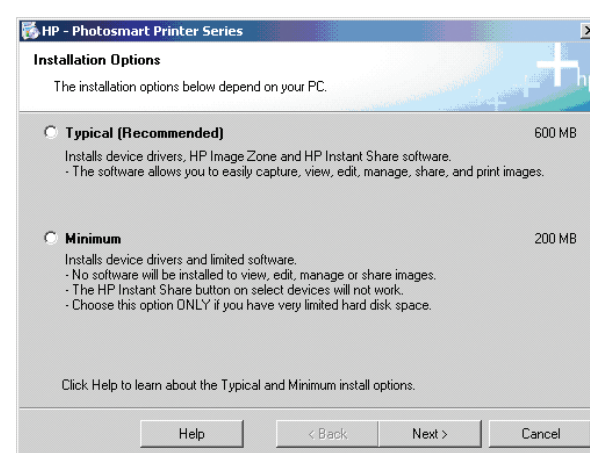 HP - Photosmart Printer Series
Installation Options
The installation options below depend on your PC.
Typical (Recommended) 600 MB
Installs device drivers, HP Image Zone and HP Instant Share software.
- The software allows you to easily capture, view, edit, manage, share, and print images.
Minimum 200 MB
Installs device drivers and limited software.
- No software will be installed to view, edit, manage or share images.
- The HP Instant Share button on select devices will not work.
- Choose this option ONLY if you have very limited hard disk space.
Click Help to learn about the Typical and Minimum install options.
Help < Back Next > Cancel